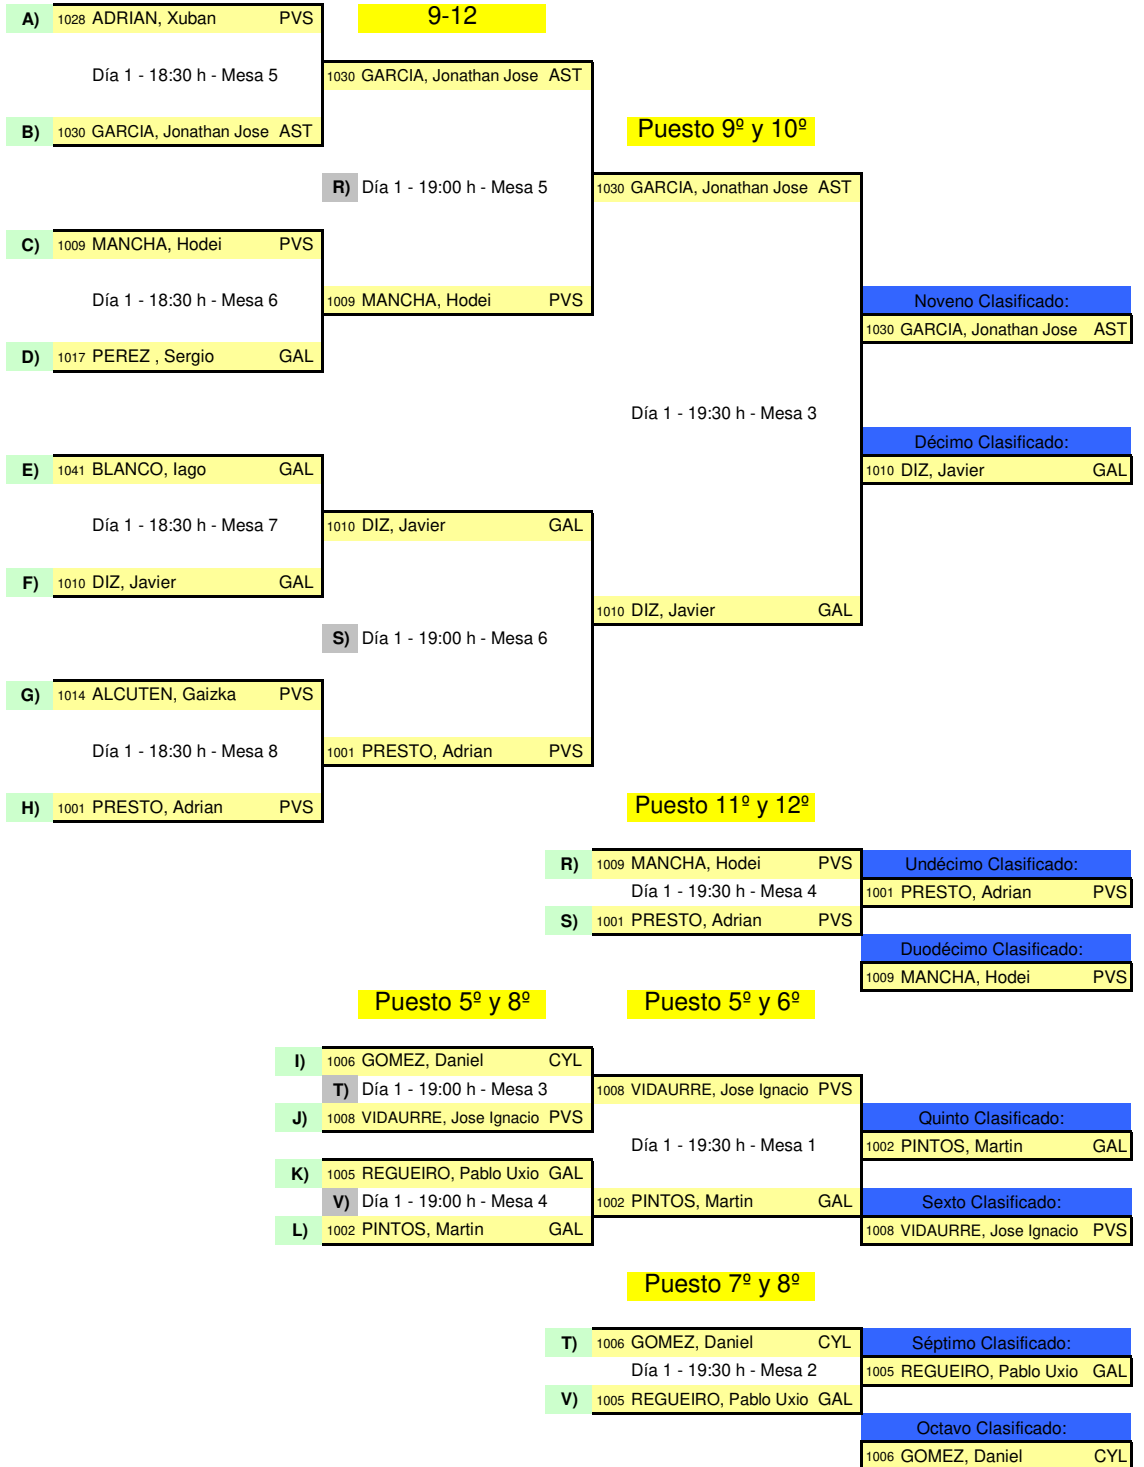 A) 1028 ADRIAN, Xuban PVS 9-12
Día 1 - 18:30 h - Mesa 5 1030 GARCIA, Jonathan Jose AST
B) 1030 GARCIA, Jonathan Jose AST Puesto 9º y 10º
R) Día 1 - 19:00 h - Mesa 5 1030 GARCIA, Jonathan Jose AST
C) 1009 MANCHA, Hodei PVS
Día 1 - 18:30 h - Mesa 6 1009 MANCHA, Hodei PVS Noveno Clasificado:
1030 GARCIA, Jonathan Jose AST
D) 1017 PEREZ , Sergio GAL
Día 1 - 19:30 h - Mesa 3
Décimo Clasificado:
E) 1041 BLANCO, Iago GAL 1010 DIZ, Javier GAL
Día 1 - 18:30 h - Mesa 7 1010 DIZ, Javier GAL
F) 1010 DIZ, Javier GAL
1010 DIZ, Javier GAL
S) Día 1 - 19:00 h - Mesa 6
G) 1014 ALCUTEN, Gaizka PVS
Día 1 - 18:30 h - Mesa 8 1001 PRESTO, Adrian PVS
H) 1001 PRESTO, Adrian PVS Puesto 11º y 12º
R) 1009 MANCHA, Hodei PVS Undécimo Clasificado:
Día 1 - 19:30 h - Mesa 4 1001 PRESTO, Adrian PVS
S) 1001 PRESTO, Adrian PVS
Duodécimo Clasificado:
1009 MANCHA, Hodei PVS
Puesto 5º y 8º Puesto 5º y 6º
I) 1006 GOMEZ, Daniel CYL
T) Día 1 - 19:00 h - Mesa 3 1008 VIDAURRE, Jose Ignacio PVS
J) 1008 VIDAURRE, Jose Ignacio PVS Quinto Clasificado:
Día 1 - 19:30 h - Mesa 1 1002 PINTOS, Martin GAL
K) 1005 REGUEIRO, Pablo Uxio GAL
V) Día 1 - 19:00 h - Mesa 4 1002 PINTOS, Martin GAL Sexto Clasificado:
L) 1002 PINTOS, Martin GAL 1008 VIDAURRE, Jose Ignacio PVS
Puesto 7º y 8º
T) 1006 GOMEZ, Daniel CYL Séptimo Clasificado:
Día 1 - 19:30 h - Mesa 2 1005 REGUEIRO, Pablo Uxio GAL
V) 1005 REGUEIRO, Pablo Uxio GAL
Octavo Clasificado:
1006 GOMEZ, Daniel CYL